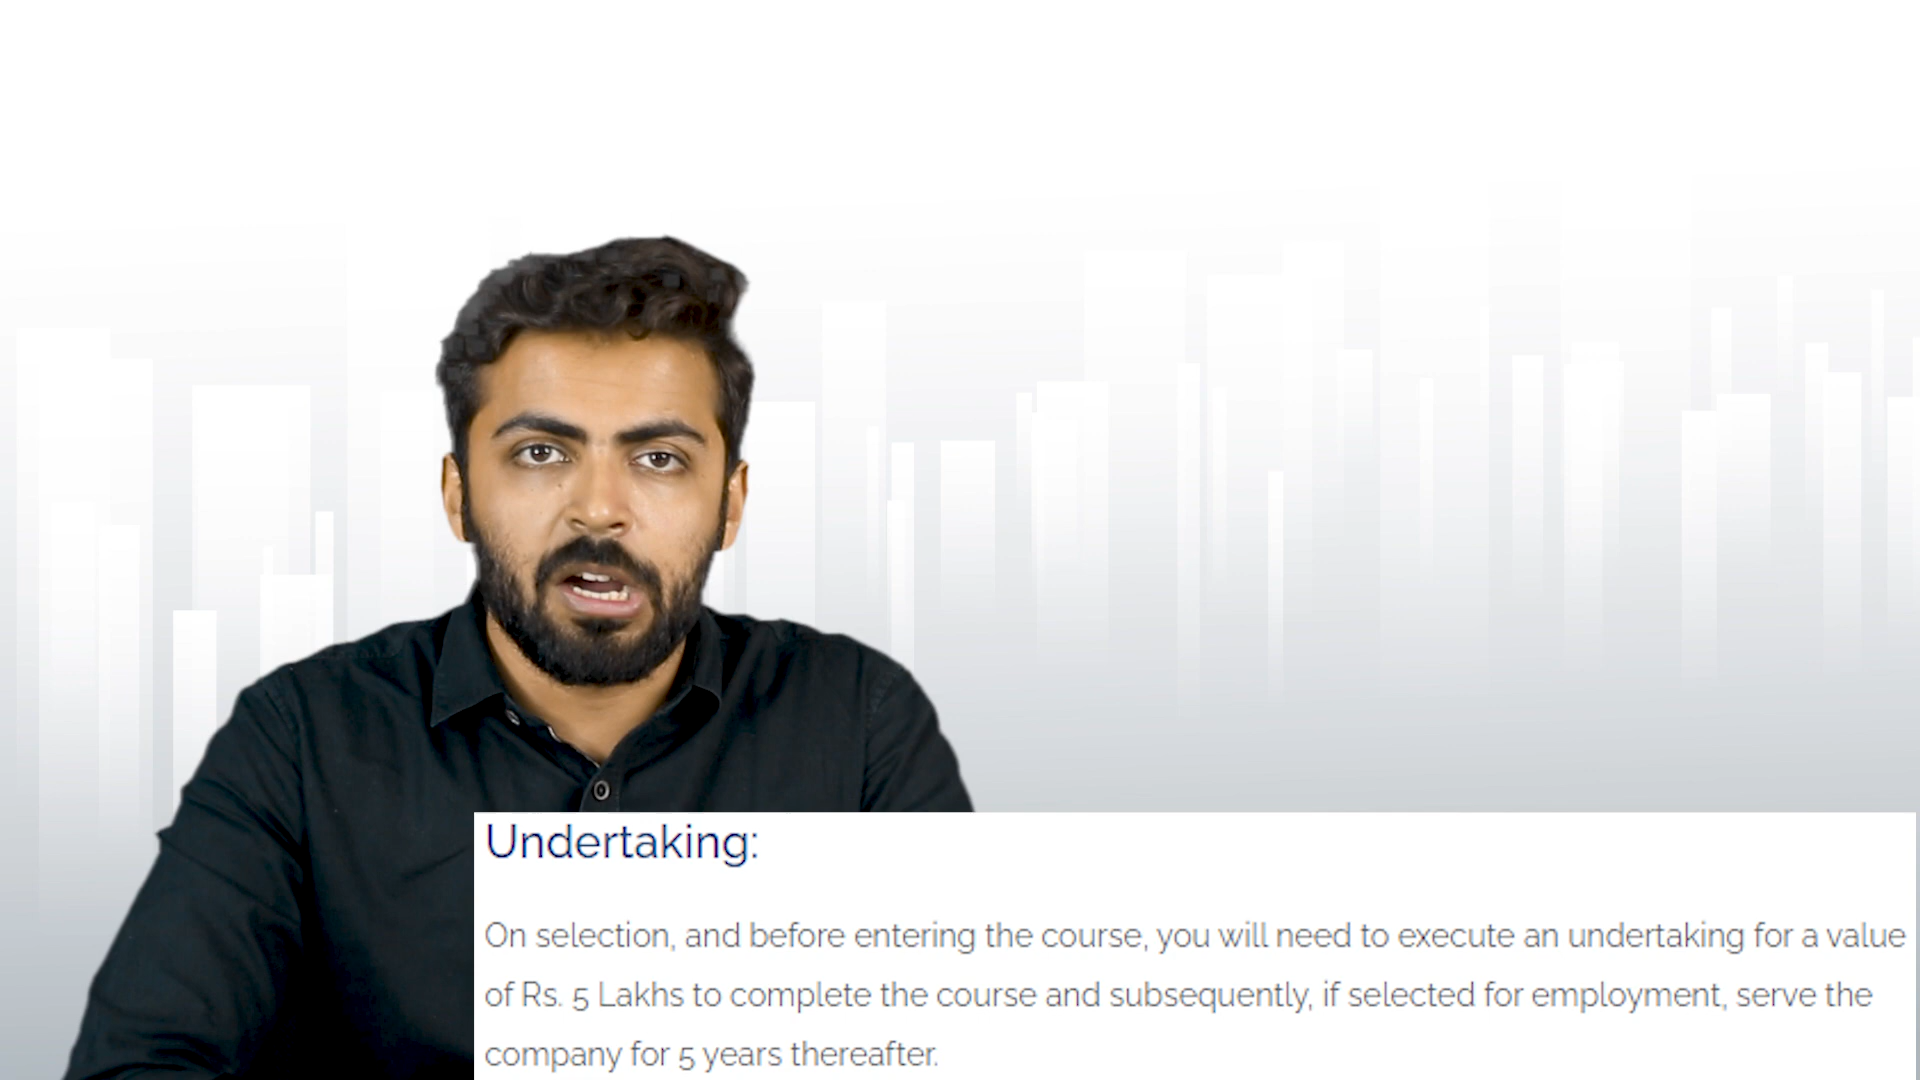 Undertaking:
On selection, and before entering the course, you will need to execute an undertaking for a value
of Rs. 5 Lakhs to complete the course and subsequently, if selected for employment, serve the
company for 5 years thereafter.